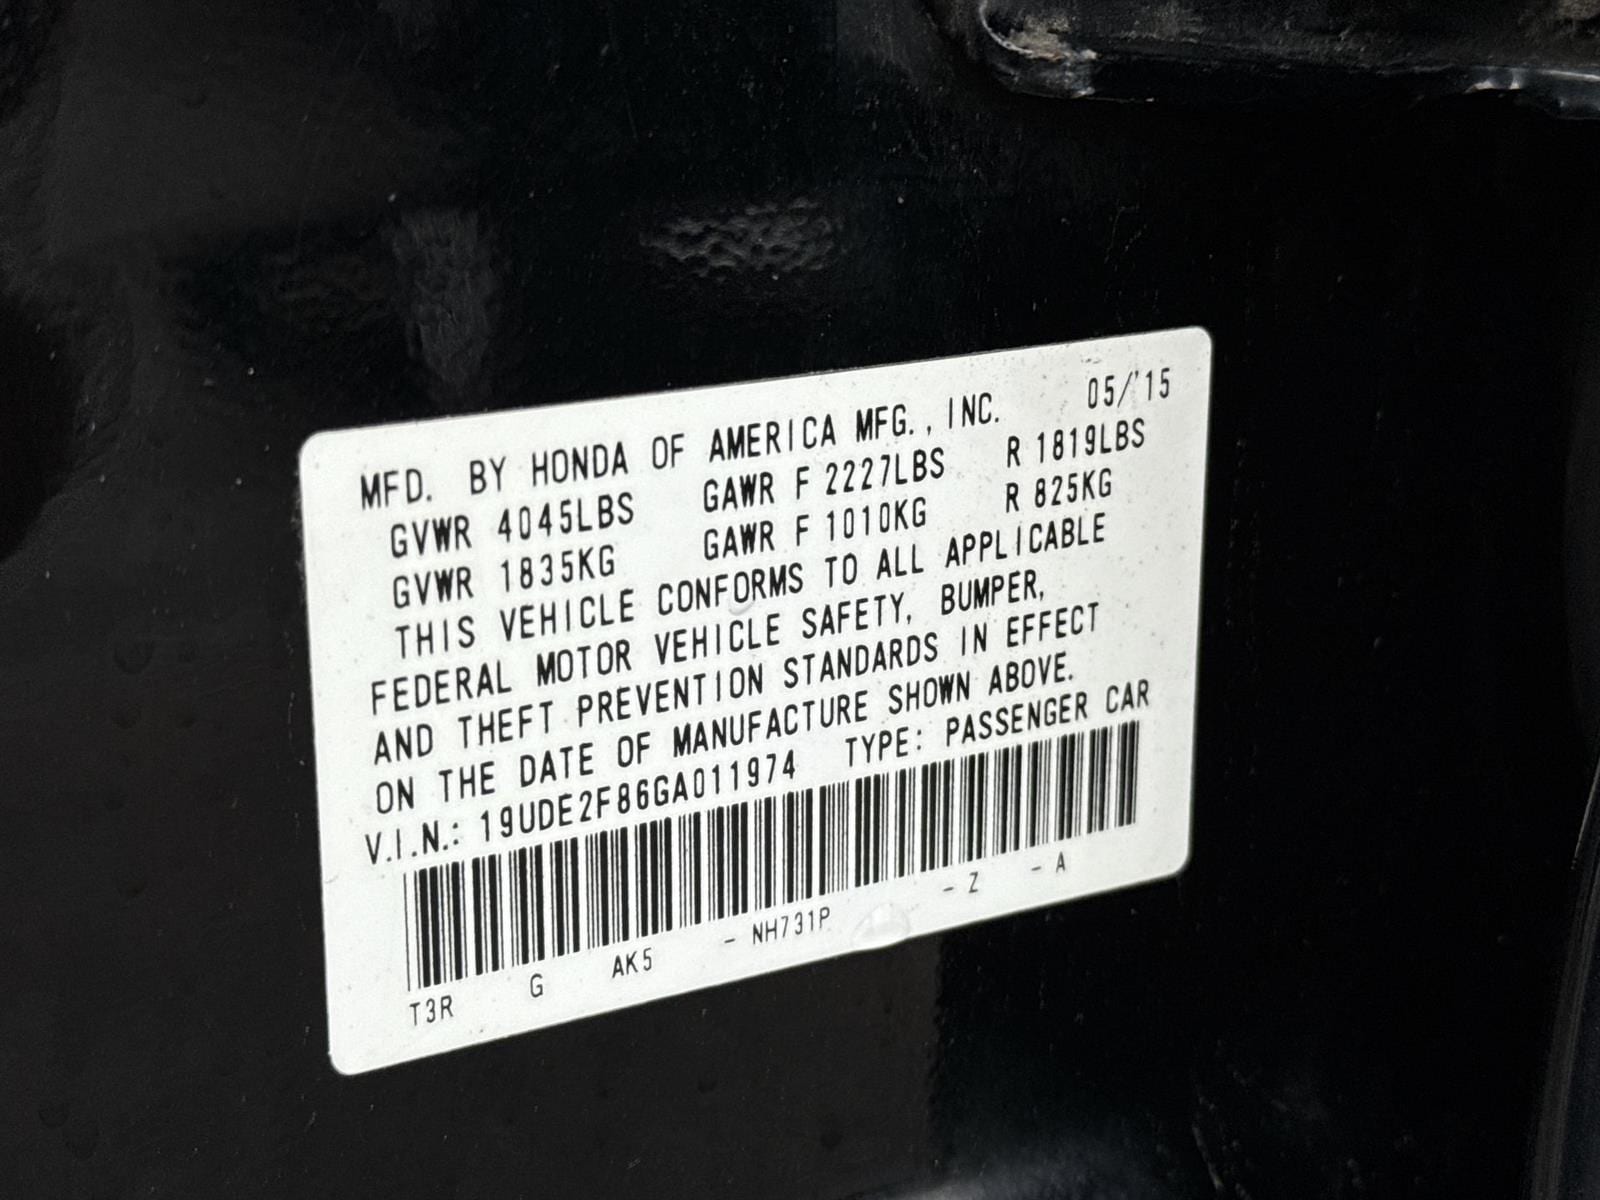 MFD. BY HONDA OF AMERICA MFG., INC. 05/'15
GVWR 4045LBS GAWR F 2227LBS R 1819LBS
GVWR 1835KG GAWR F 1010KG R 825KG
THIS VEHICLE CONFORMS TO ALL APPLICABLE
FEDERAL MOTOR VEHICLE SAFETY, BUMPER,
AND THEFT PREVENTION STANDARDS IN EFFECT
ON THE DATE OF MANUFACTURE SHOWN ABOVE.
V.I.N.: 19UDE2F86GA011974 TYPE: PASSENGER CAR
T3R G AK5 - NH731P - Z - A